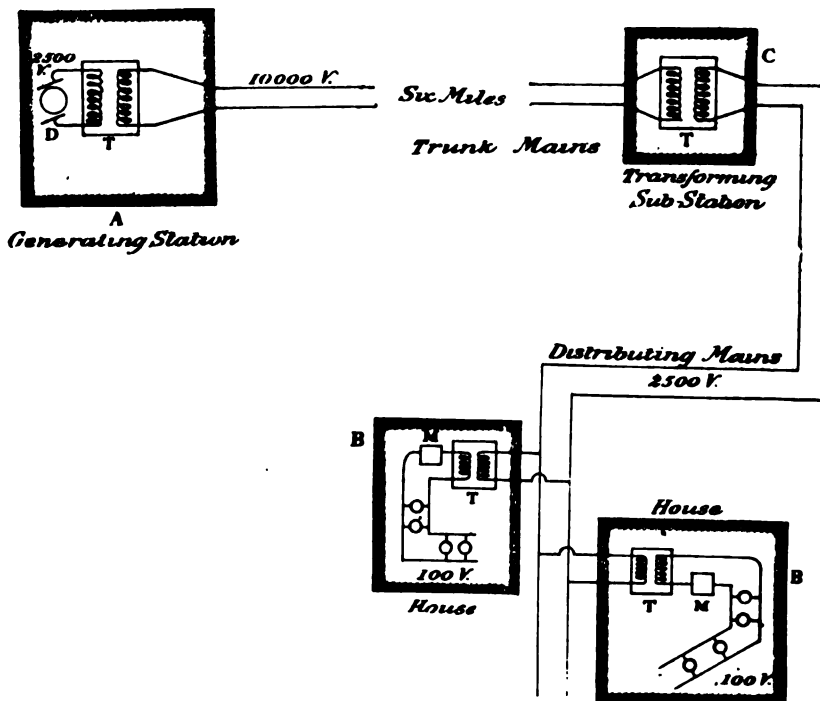 2500
V.
D
T
10000 V.
Six Miles
Trunk Mains
C
T
Transforming
Sub-Station
A
Generating Station
Distributing Mains
2500 V.
B
M
T
100 V.
House
House
B
T
M
100 V.